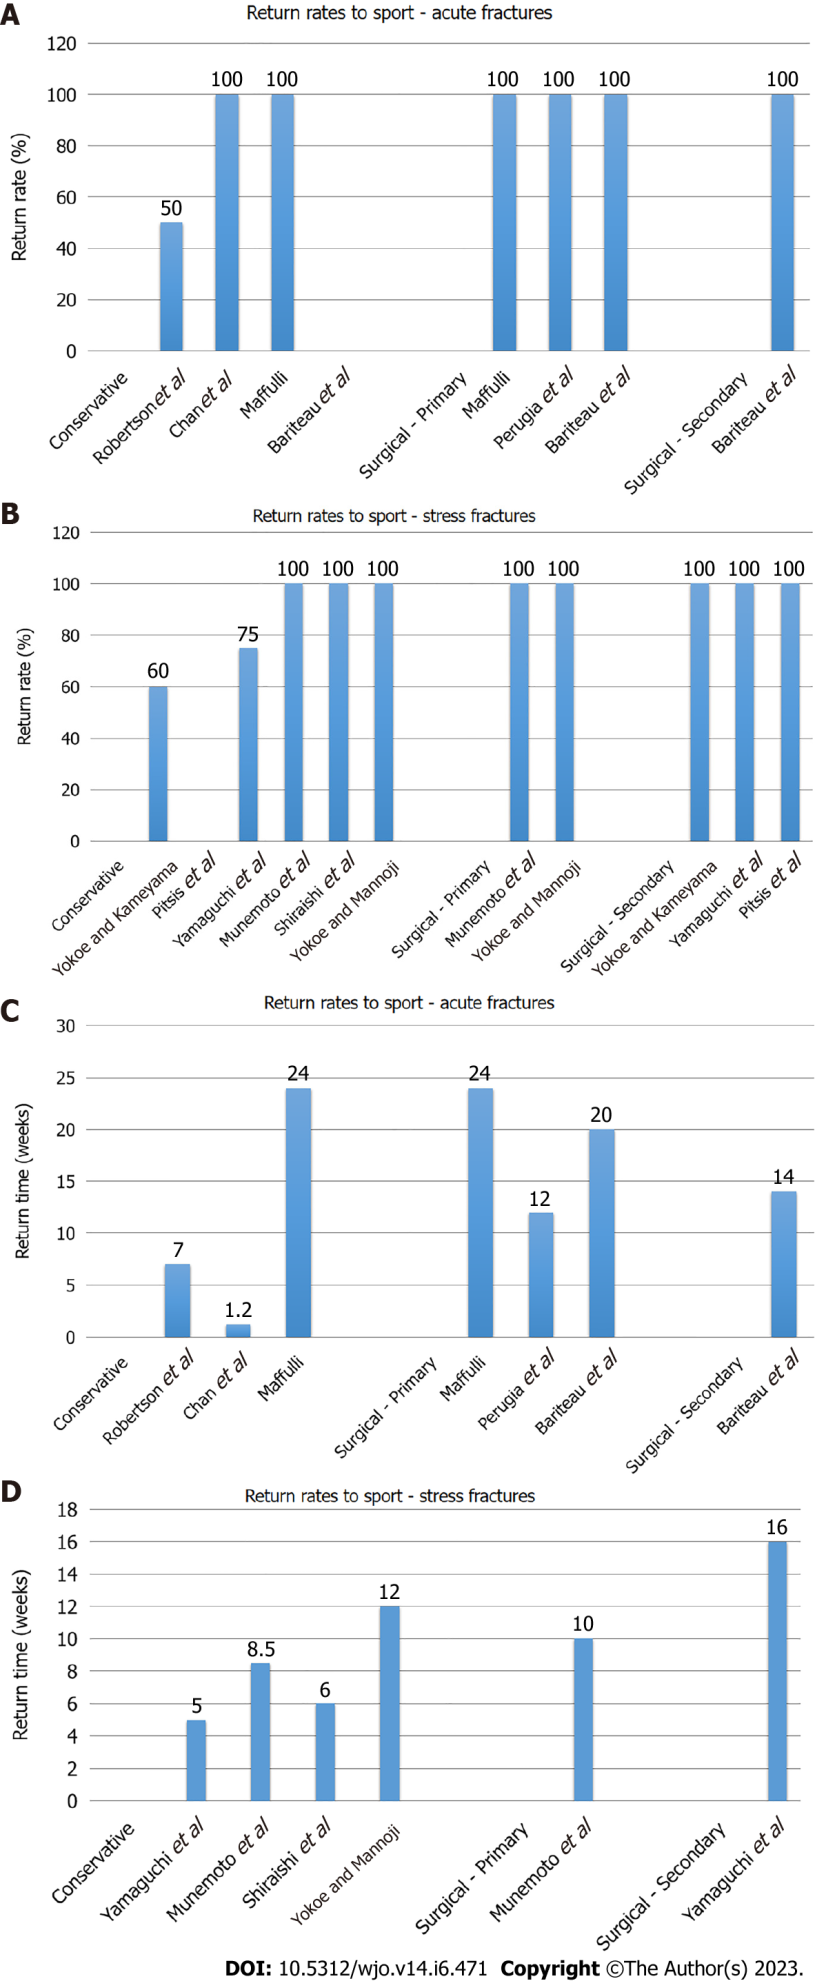 A
Return rates to sport - acute fractures
Return rate (%)
120
100
80
60
40
20
0
50
100
100
100
100
100
100
Conservative
Robertson et al
Chan et al
Maffulli
Bariteau et al
Surgical - Primary
Maffulli
Perugia et al
Bariteau et al
Surgical - Secondary
Bariteau et al
B
Return rates to sport - stress fractures
Return rate (%)
120
100
80
60
40
20
0
60
75
100
100
100
100
100
100
100
100
Conservative
Yokoe and Kameyama
Pitsis et al
Yamaguchi et al
Munemoto et al
Shiraishi et al
Yokoe and Mannoji
Surgical - Primary
Munemoto et al
Yokoe and Mannoji
Surgical - Secondary
Yokoe and Kameyama
Yamaguchi et al
Pitsis et al
C
Return rates to sport - acute fractures
Return time (weeks)
30
25
20
15
10
5
0
7
1.2
24
24
12
20
14
Conservative
Robertson et al
Chan et al
Maffulli
Surgical - Primary
Maffulli
Perugia et al
Bariteau et al
Surgical - Secondary
Bariteau et al
D
Return rates to sport - stress fractures
Return time (weeks)
18
16
14
12
10
8
6
4
2
0
5
8.5
6
12
10
16
Conservative
Yamaguchi et al
Munemoto et al
Shiraishi et al
Yokoe and Mannoji
Surgical - Primary
Munemoto et al
Surgical - Secondary
Yamaguchi et al
DOI: 10.5312/wjo.v14.i6.471 Copyright ©The Author(s) 2023.